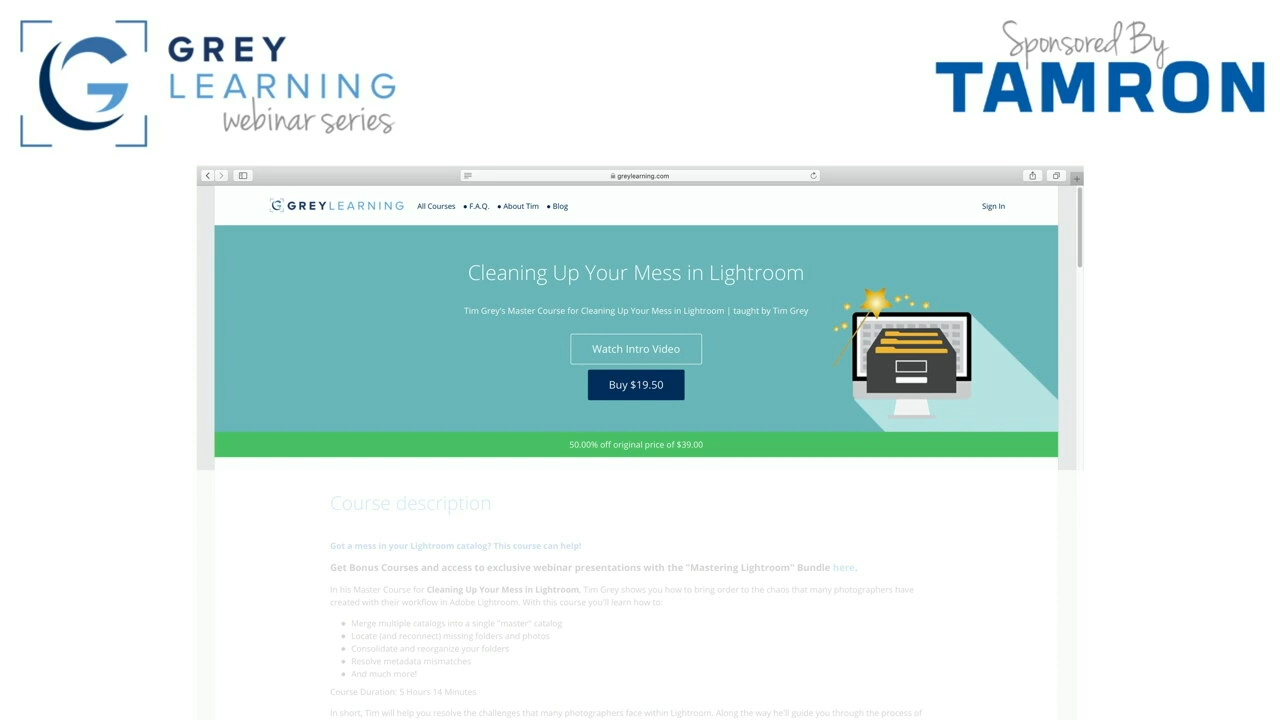 GREY
LEARNING
webinar series
Sponsored By
TAMRON
greylearning.com
GREYLEARNING All Courses • F.A.Q. • About Tim • Blog Sign In
Cleaning Up Your Mess in Lightroom
Tim Grey's Master Course for Cleaning Up Your Mess in Lightroom | taught by Tim Grey
Watch Intro Video
Buy $19.50
50.00% off original price of $39.00
Course description
Got a mess in your Lightroom catalog? This course can help!
Get Bonus Courses and access to exclusive webinar presentations with the "Mastering Lightroom" Bundle here.
In his Master Course for Cleaning Up Your Mess in Lightroom, Tim Grey shows you how to bring order to the chaos that many photographers have
created with their workflow in Adobe Lightroom. With this course you'll learn how to:
• Merge multiple catalogs into a single "master" catalog
• Locate (and reconnect) missing folders and photos
• Consolidate and reorganize your folders
• Resolve metadata mismatches
• And much more!
Course Duration: 5 Hours 14 Minutes
In short, Tim will help you resolve the challenges that many photographers face within Lightroom. Along the way he'll guide you through the process of